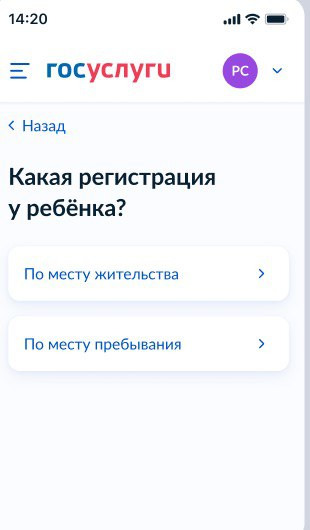 14:20
госуслуги
РС
Назад
Какая регистрация
у ребёнка?
По месту жительства
По месту пребывания